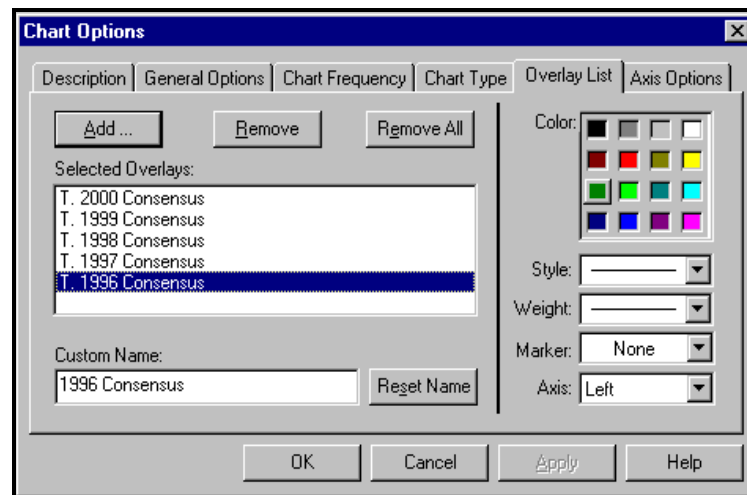 Chart Options
Description General Options Chart Frequency Chart Type Overlay List Axis Options
Add ... Remove Remove All
Selected Overlays:
T. 2000 Consensus
T. 1999 Consensus
T. 1998 Consensus
T. 1997 Consensus
T. 1996 Consensus
Custom Name:
1996 Consensus Reset Name
Color:
Style:
Weight:
Marker: None
Axis: Left
OK Cancel Apply Help